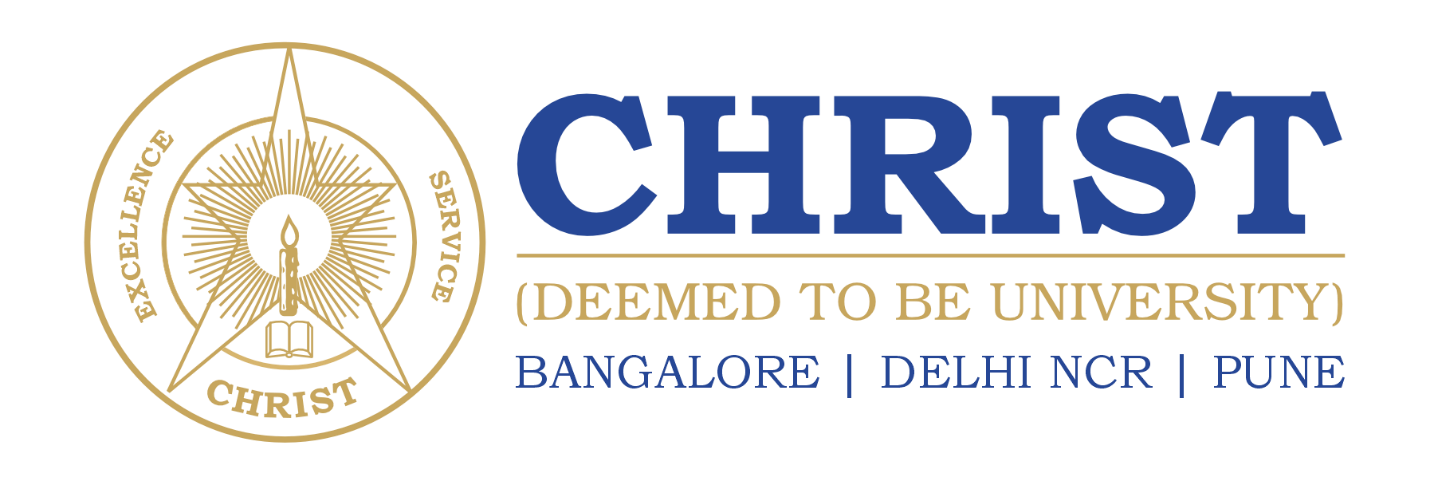 EXCELLENCE
SERVICE
CHRIST
CHRIST
(DEEMED TO BE UNIVERSITY)
BANGALORE | DELHI NCR | PUNE